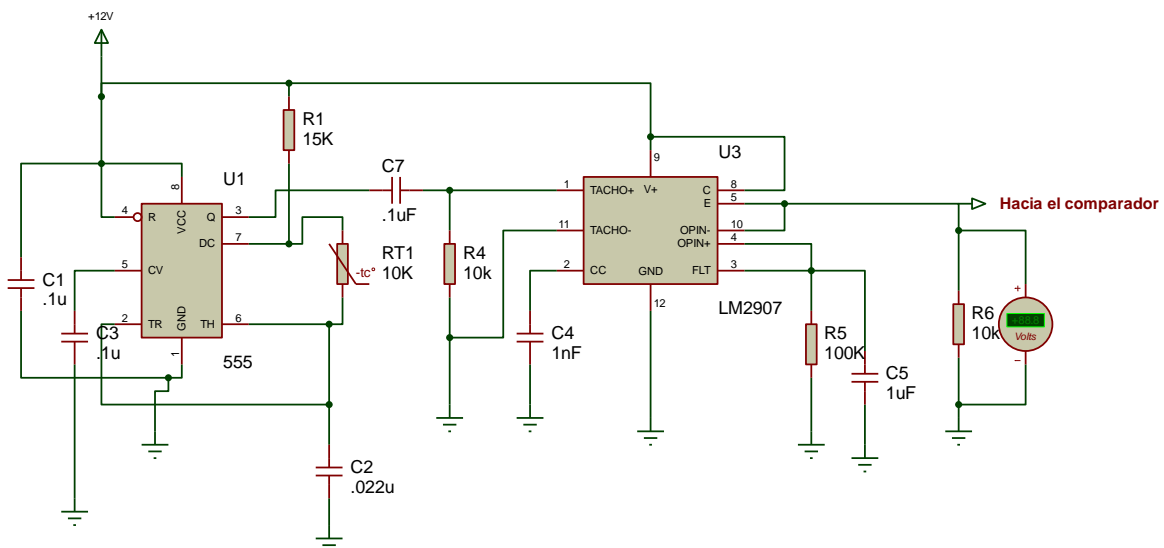 +12V
R1
15K
U1
8
VCC
4
R
Q
3
DC
7
5
CV
2
TR
GND
TH
6
1
555
C1
.1u
C3
.1u
RT1
10K
-tc°
C2
.022u
C7
.1uF
R4
10k
C4
1nF
U3
9
V+
1
TACHO+
C
8
E
5
11
TACHO-
OPIN-
10
OPIN+
4
2
CC
GND
FLT
3
12
LM2907
R5
100K
C5
1uF
Hacia el comparador
R6
10k
+
Volts
−